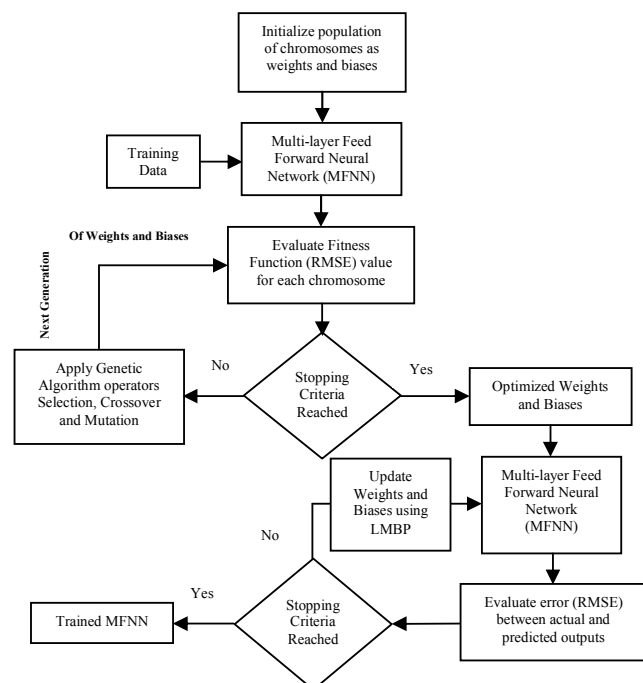 Initialize population
of chromosomes as
weights and biases
Training
Data
Multi-layer Feed
Forward Neural
Network (MFNN)
Of Weights and Biases
Next Generation
Evaluate Fitness
Function (RMSE) value
for each chromosome
Apply Genetic
Algorithm operators
Selection, Crossover
and Mutation
No
Stopping
Criteria
Reached
Yes
Optimized Weights
and Biases
Update
Weights and
Biases using
LMBP
Multi-layer Feed
Forward Neural
Network
(MFNN)
No
Yes
Trained MFNN
Stopping
Criteria
Reached
Evaluate error (RMSE)
between actual and
predicted outputs